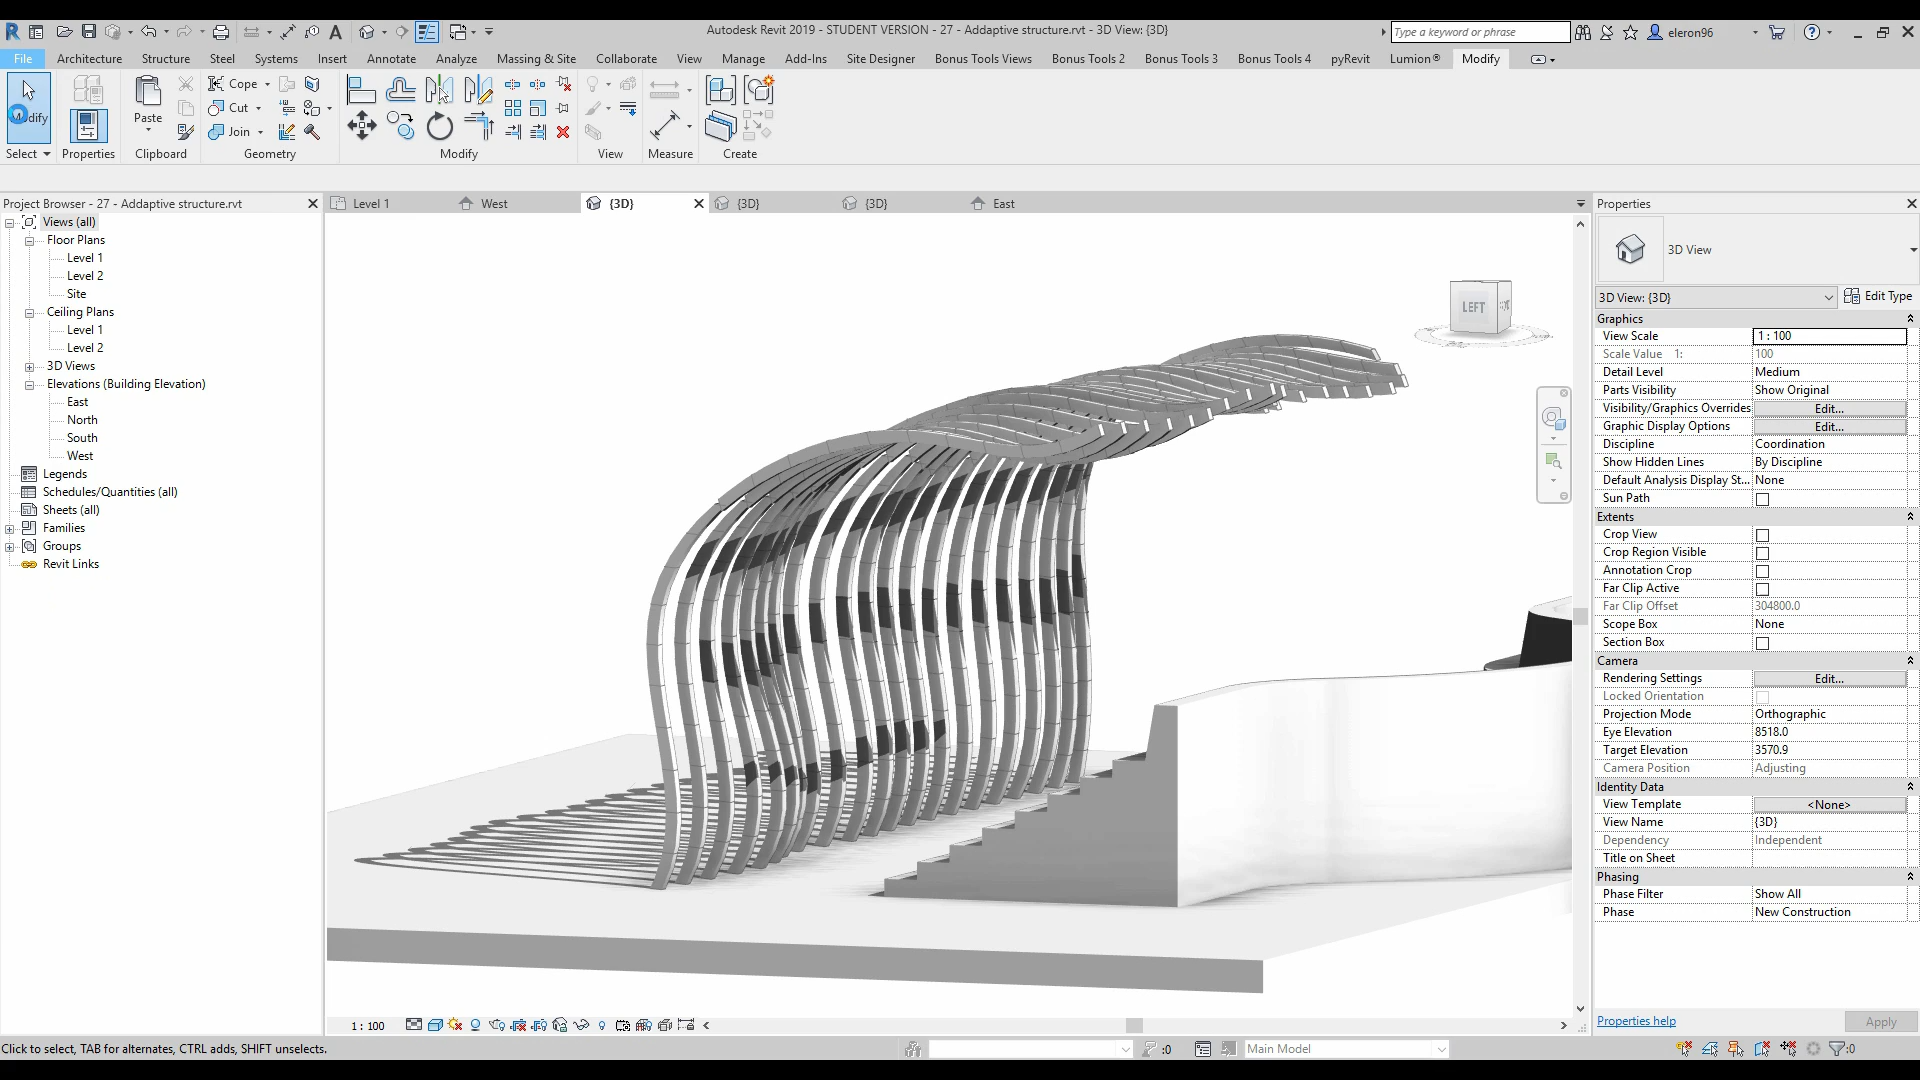 Autodesk Revit 2019 - STUDENT VERSION - 27 - Addaptive structure.rvt - 3D View: {3D}
Type a keyword or phrase
eleron96
File Architecture Structure Steel Systems Insert Annotate Analyze Massing & Site Collaborate View Manage Add-Ins Site Designer Bonus Tools Views Bonus Tools 2 Bonus Tools 3 Bonus Tools 4 pyRevit Lumion® Modify
Modify
Paste
Cope
Cut
Join
Select Properties Clipboard Geometry Modify View Measure Create
Project Browser - 27 - Addaptive structure.rvt
Level 1 West {3D} {3D} {3D} East
Views (all)
Floor Plans
Level 1
Level 2
Site
Ceiling Plans
Level 1
Level 2
3D Views
Elevations (Building Elevation)
East
North
South
West
Legends
Schedules/Quantities (all)
Sheets (all)
Families
Groups
Revit Links
LEFT
Properties
3D View
3D View: {3D} Edit Type
Graphics
View Scale 1 : 100
Scale Value 1: 100
Detail Level Medium
Parts Visibility Show Original
Visibility/Graphics Overrides Edit...
Graphic Display Options Edit...
Discipline Coordination
Show Hidden Lines By Discipline
Default Analysis Display St... None
Sun Path
Extents
Crop View
Crop Region Visible
Annotation Crop
Far Clip Active
Far Clip Offset 304800.0
Scope Box None
Section Box
Camera
Rendering Settings Edit...
Locked Orientation
Projection Mode Orthographic
Eye Elevation 8518.0
Target Elevation 3570.9
Camera Position Adjusting
Identity Data
View Template <None>
View Name {3D}
Dependency Independent
Title on Sheet
Phasing
Phase Filter Show All
Phase New Construction
Properties help Apply
1 : 100
Click to select, TAB for alternates, CTRL adds, SHIFT unselects.
:0
Main Model
:0